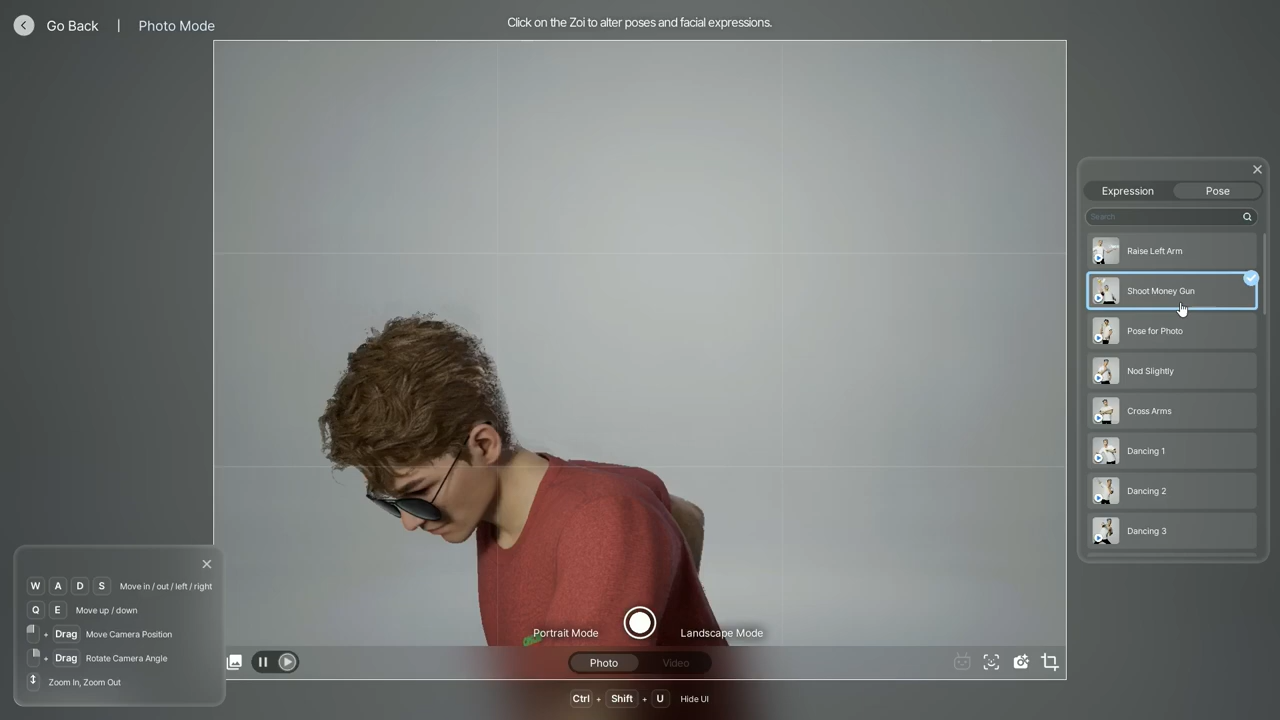 Go Back | Photo Mode
Click on the Zoi to alter poses and facial expressions.
Expression Pose
Search
Raise Left Arm
Shoot Money Gun
Pose for Photo
Nod Slightly
Cross Arms
Dancing 1
Dancing 2
Dancing 3
W A D S Move in / out / left / right
Q E Move up / down
+ Drag Move Camera Position
+ Drag Rotate Camera Angle
Zoom In, Zoom Out
Portrait Mode Landscape Mode
Photo Video
Ctrl + Shift + U Hide UI